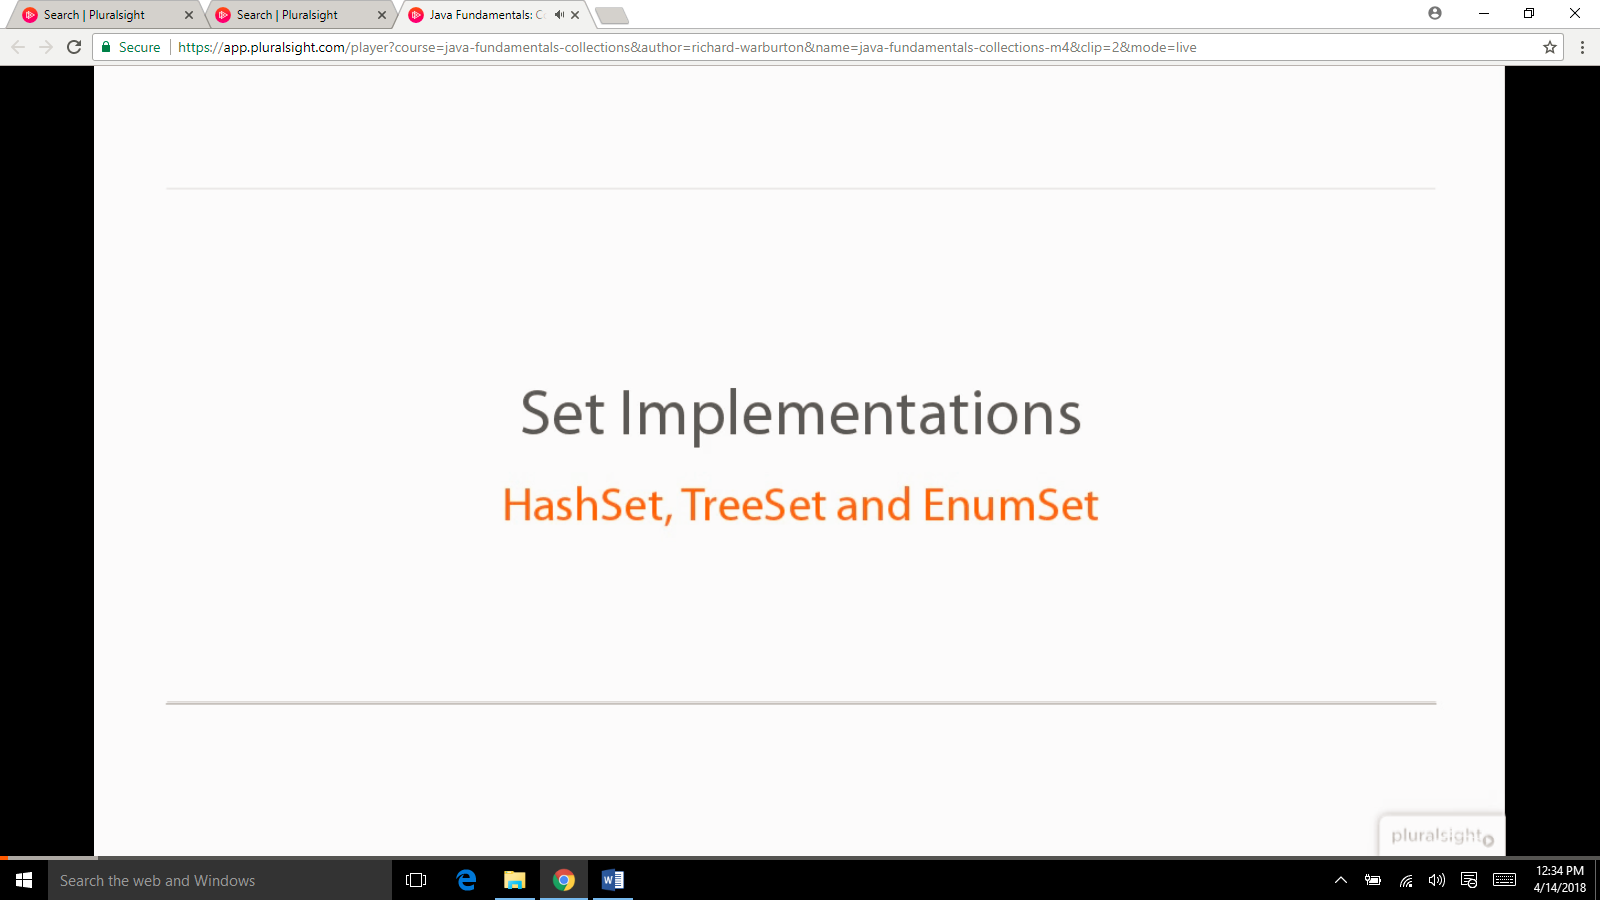 Search | Pluralsight
Search | Pluralsight
Java Fundamentals: C
Secure
https://app.pluralsight.com/player?course=java-fundamentals-collections&author=richard-warburton&name=java-fundamentals-collections-m4&clip=2&mode=live
Set Implementations
HashSet, TreeSet and EnumSet
pluralsight
Search the web and Windows
12:34 PM
4/14/2018